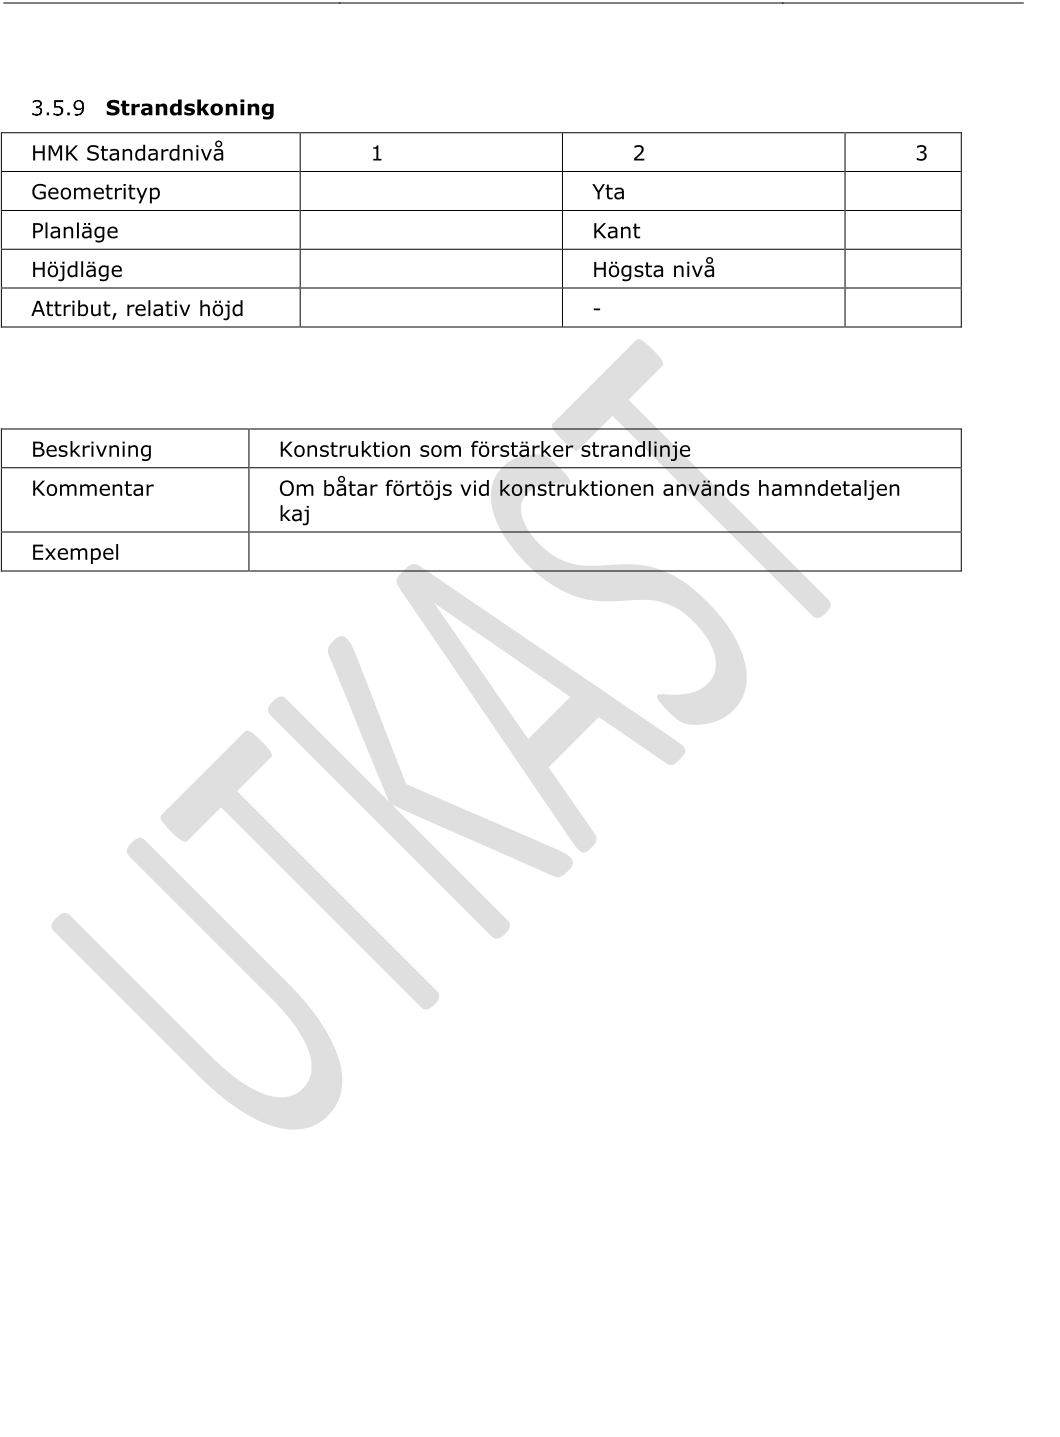 3.5.9 Strandskoning
HMK Standardnivå 1 2 3
Geometrityp Yta
Planläge Kant
Höjdläge Högsta nivå
Attribut, relativ höjd -
Beskrivning Konstruktion som förstärker strandlinje
Kommentar Om båtar förtöjs vid konstruktionen används hamndetaljen
kaj
Exempel
UTKAST